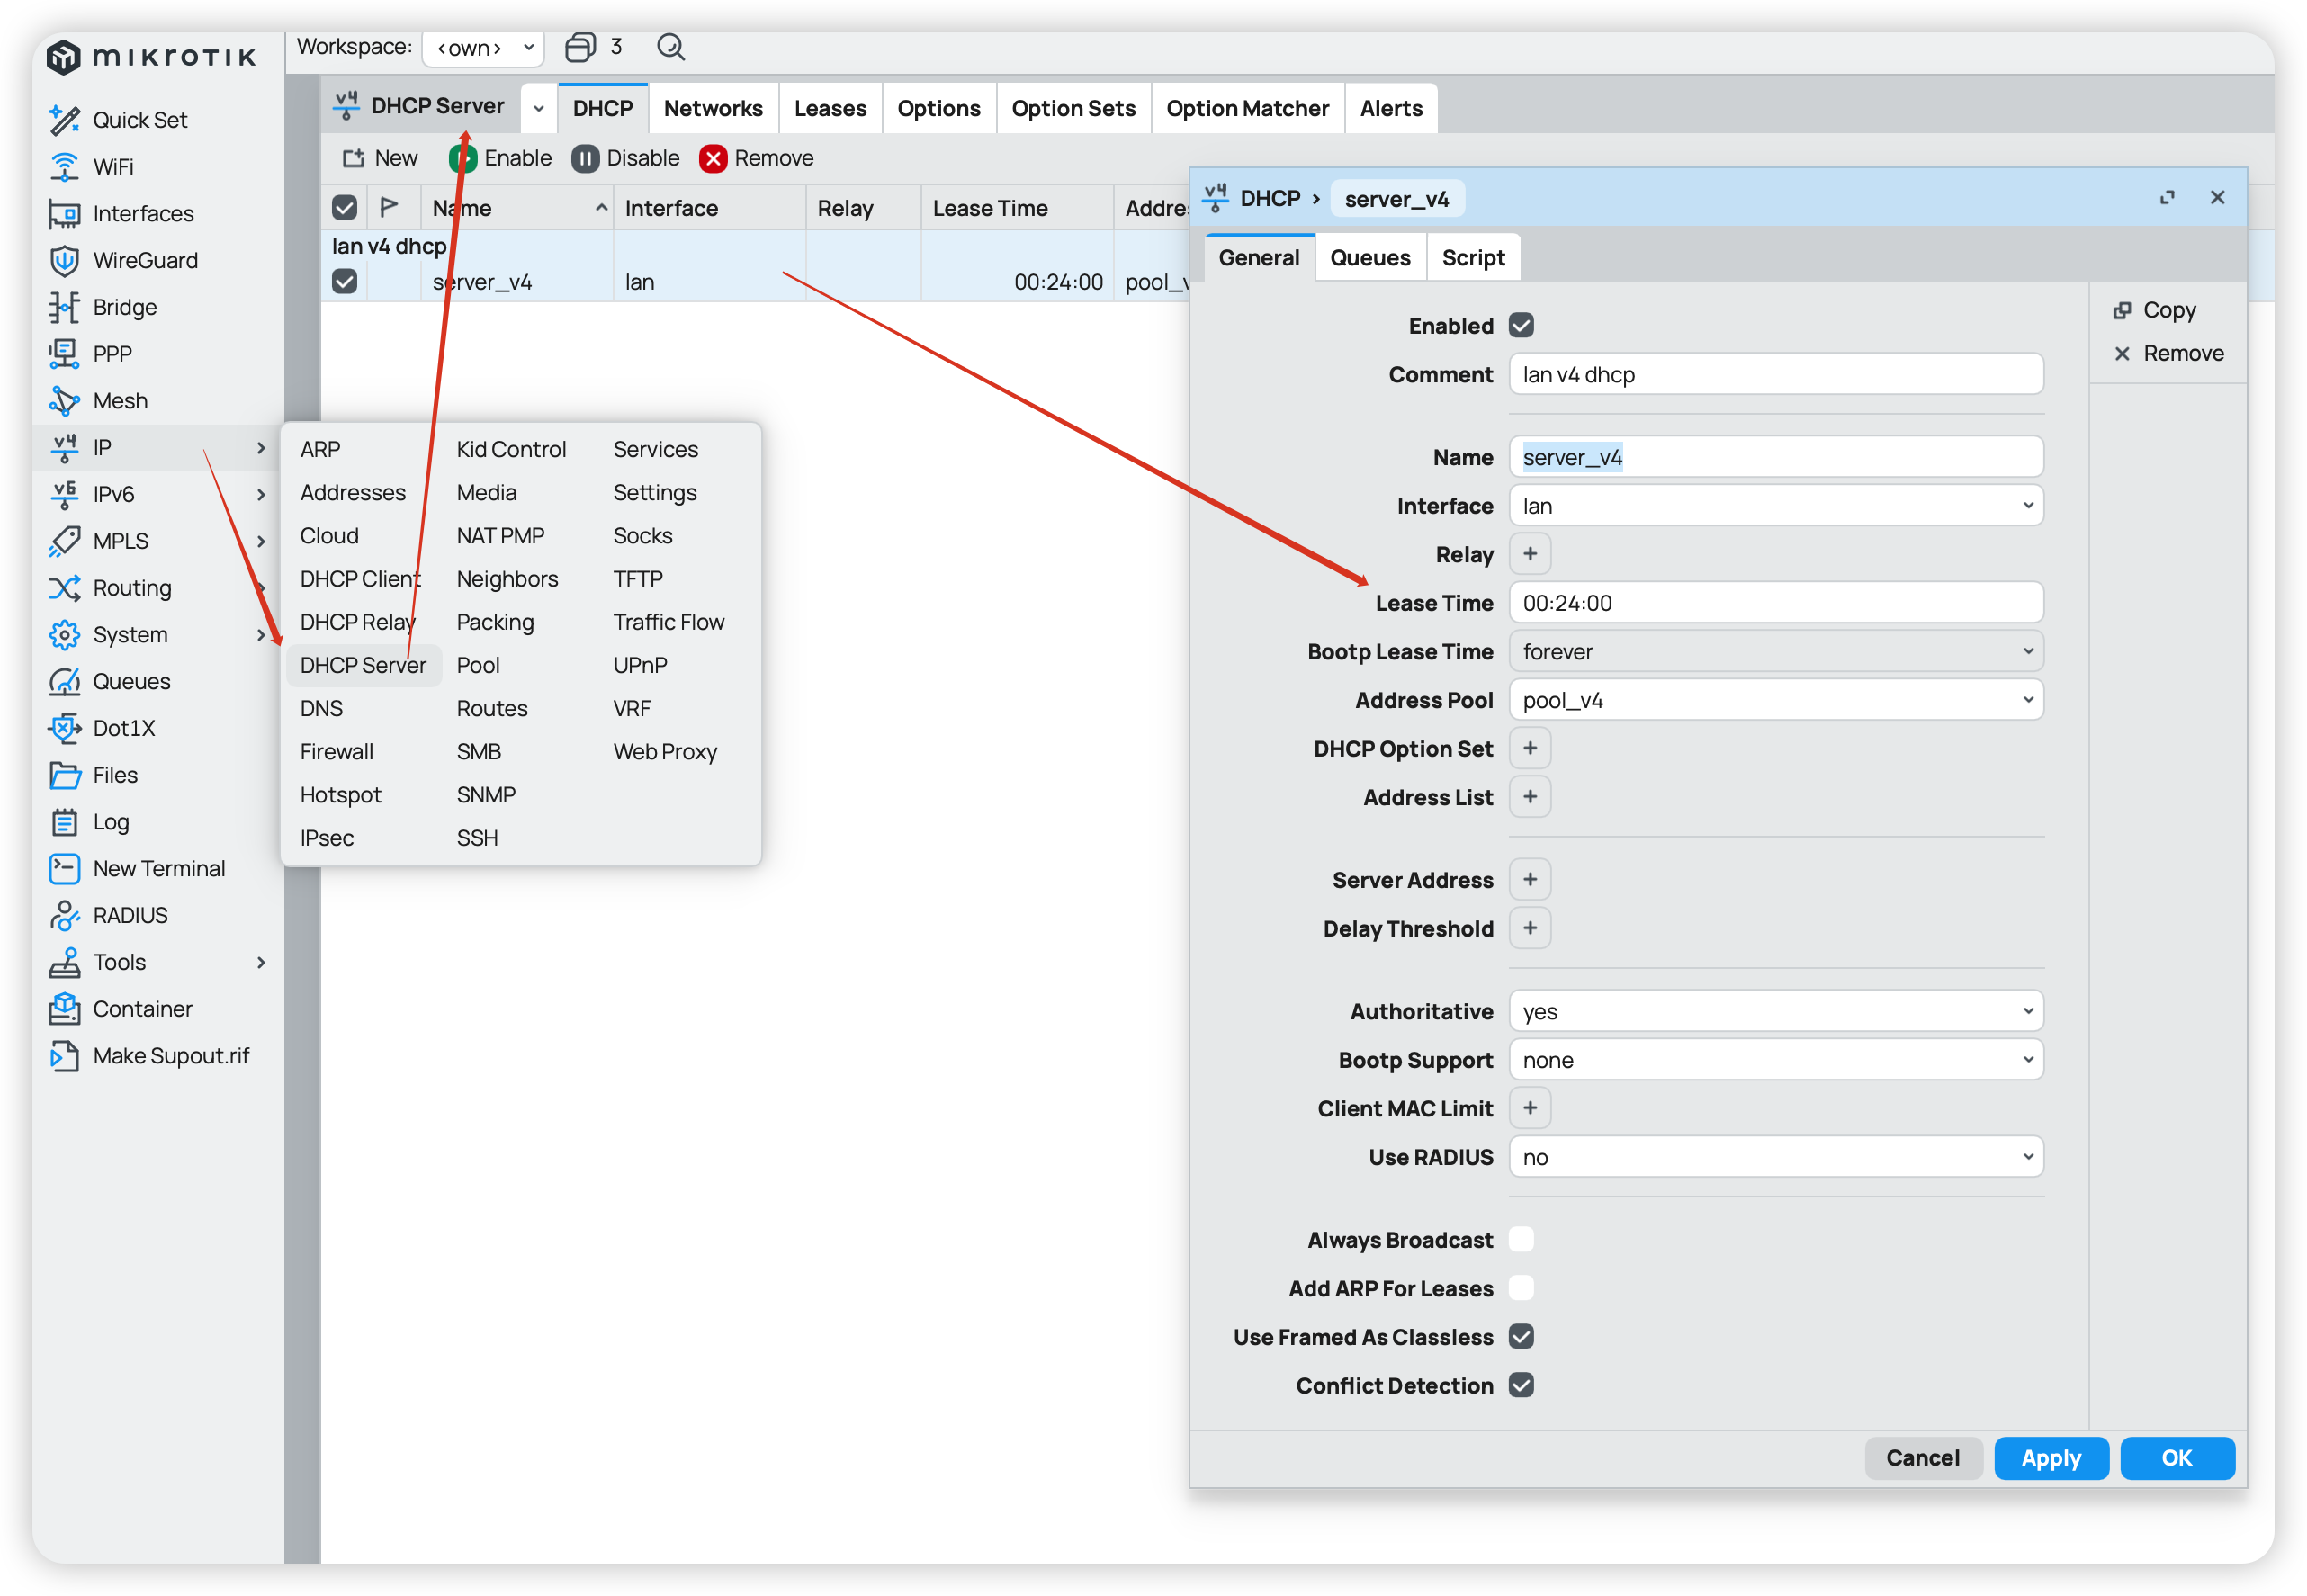 mikrotik
Workspace: <own> 3
Quick Set
WiFi
Interfaces
WireGuard
Bridge
PPP
Mesh
IP
IPv6
MPLS
Routing
System
Queues
Dot1X
Files
Log
New Terminal
RADIUS
Tools
Container
Make Supout.rif
v4 DHCP Server DHCP Networks Leases Options Option Sets Option Matcher Alerts
New Enable Disable Remove
Name Interface Relay Lease Time
lan v4 dhcp
server_v4 lan 00:24:00
ARP Kid Control Services
Addresses Media Settings
Cloud NAT PMP Socks
DHCP Client Neighbors TFTP
DHCP Relay Packing Traffic Flow
DHCP Server Pool UPnP
DNS Routes VRF
Firewall SMB Web Proxy
Hotspot SNMP
IPsec SSH
v4 DHCP > server_v4
General Queues Script
Copy
Remove
Enabled
Comment lan v4 dhcp
Name server_v4
Interface lan
Relay +
Lease Time 00:24:00
Bootp Lease Time forever
Address Pool pool_v4
DHCP Option Set +
Address List +
Server Address +
Delay Threshold +
Authoritative yes
Bootp Support none
Client MAC Limit +
Use RADIUS no
Always Broadcast
Add ARP For Leases
Use Framed As Classless
Conflict Detection
Cancel Apply OK